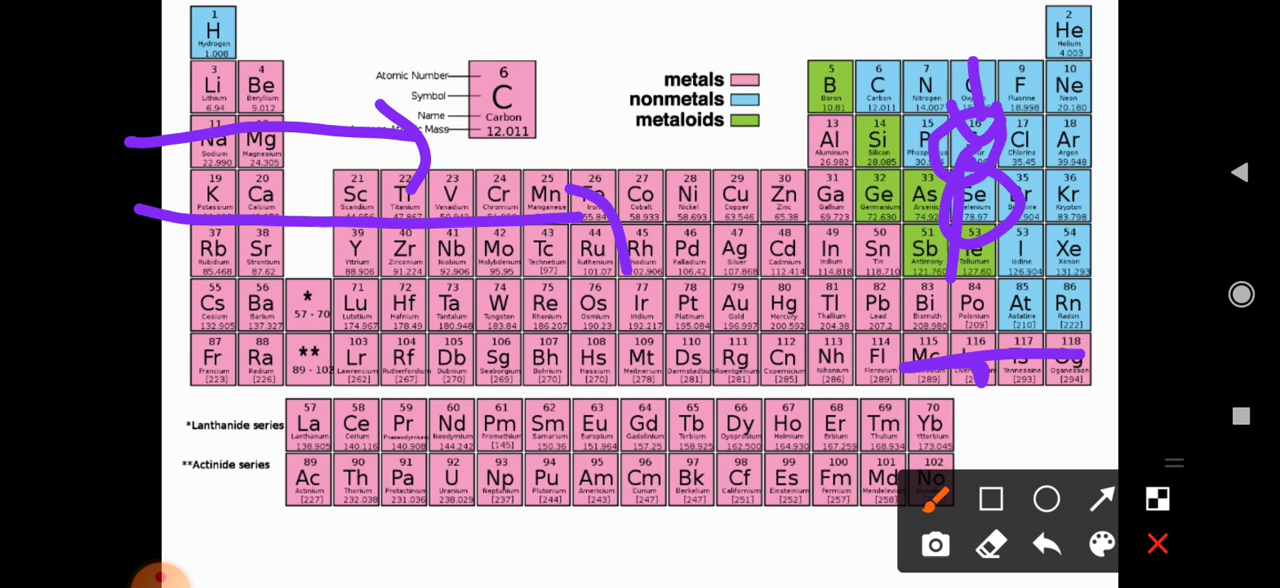 1 2
H He
Hydrogen Helium
1.008 4.003
3 4 5 6 7 9 10
Li Be B C N F Ne
Lithium Beryllium Boron Carbon Nitrogen Fluorine Neon
6.94 9.012 10.81 12.011 14.007 18.998 20.180
Atomic Number 6
Symbol C
Name Carbon
Mass 12.011
metals
nonmetals
metaloids
11 12 13 14 15 16 17 18
Na Mg Al Si P Cl Ar
Sodium Magnesium Aluminum Silicon Chlorine Argon
22.990 24.305 26.982 28.085 35.45 39.948
19 20 21 22 23 24 25 26 27 28 29 30 31 32 33 34 35 36
K Ca Sc V Cr Mn Co Ni Cu Zn Ga Ge As Se Br Kr
Potassium Calcium Scandium Titanium Vanadium Chromium Manganese Cobalt Nickel Copper Zinc Gallium Germanium Arsenic Selenium Krypton
47.867 58.933 58.693 63.546 65.38 69.723 72.630 78.97 83.798
37 38 39 40 41 42 43 44 45 46 47 48 49 50 51 53 53 54
Rb Sr Y Zr Nb Mo Tc Ru Rh Pd Ag Cd In Sn Sb Te I Xe
Rubidium Strontium Yttrium Zirconium Niobium Molybdenum Technetium Ruthenium Palladium Silver Cadmium Indium Tin Antimony Tellurium Iodine Xenon
85.468 87.62 88.906 91.224 92.906 95.95 [97] 101.07 106.42 107.868 112.414 114.818 118.710 121.760 127.60 126.904 131.293
55 56 71 72 73 74 75 76 77 78 79 80 81 82 83 84 85 86
Cs Ba * Lu Hf Ta W Re Os Ir Pt Au Hg Tl Pb Bi Po At Rn
57 - 70
Cesium Barium Lutetium Hafnium Tantalum Tungsten Rhenium Osmium Iridium Platinum Gold Mercury Thallium Lead Bismuth Polonium Astatine Radon
132.905 137.327 174.967 178.49 180.948 183.84 186.207 190.23 192.217 195.084 196.997 200.592 204.38 207.2 208.980 [209] [210] [222]
87 88 103 104 105 106 107 108 109 110 111 112 113 114 115 116 117 118
Fr Ra ** Lr Rf Db Sg Bh Hs Mt Ds Rg Cn Nh Fl Mc Og
89 - 102
Francium Radium Lawrencium Rutherfordium Dubnium Seaborgium Bohrium Hassium Meitnerium Darmstadtium Roentgenium Copernicium Nihonium Flerovium Tennessine Oganesson
[223] [226] [262] [267] [270] [269] [270] [270] [278] [281] [281] [285] [286] [289] [289] [293] [294]
57 58 59 60 61 62 63 64 65 66 67 68 69 70
*Lanthanide series La Ce Pr Nd Pm Sm Eu Gd Tb Dy Ho Er Tm Yb
Lanthanum Cerium Praseodymium Neodymium Promethium Samarium Europium Gadolinium Terbium Dysprosium Holmium Erbium Thulium Ytterbium
138.905 140.116 140.908 144.242 [145] 150.36 151.964 157.25 158.925 162.500 164.930 167.259 168.934 173.045
89 90 91 92 93 94 95 96 97 98 99 100 101 102
**Actinide series Ac Th Pa U Np Pu Am Cm Bk Cf Es Fm Md No
Actinium Thorium Protactinium Uranium Neptunium Plutonium Americium Curium Berkelium Californium Einsteinium Fermium
[227] 232.038 231.036 238.029 [237] [244] [243] [247] [247] [251] [252] [257]